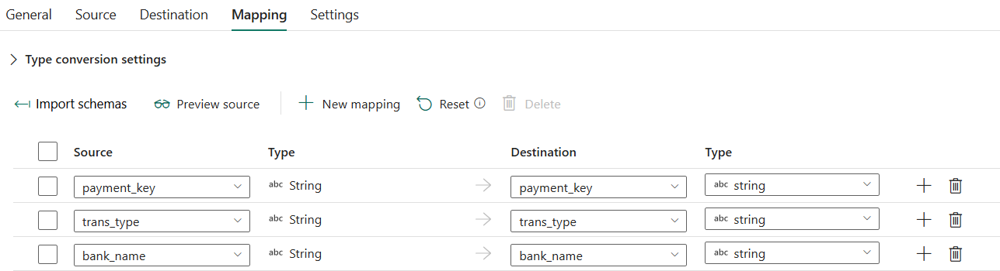 General Source Destination Mapping Settings
Type conversion settings
Import schemas Preview source New mapping Reset Delete
Source Type Destination Type
payment_key abc String payment_key abc string
trans_type abc String trans_type abc string
bank_name abc String bank_name abc string